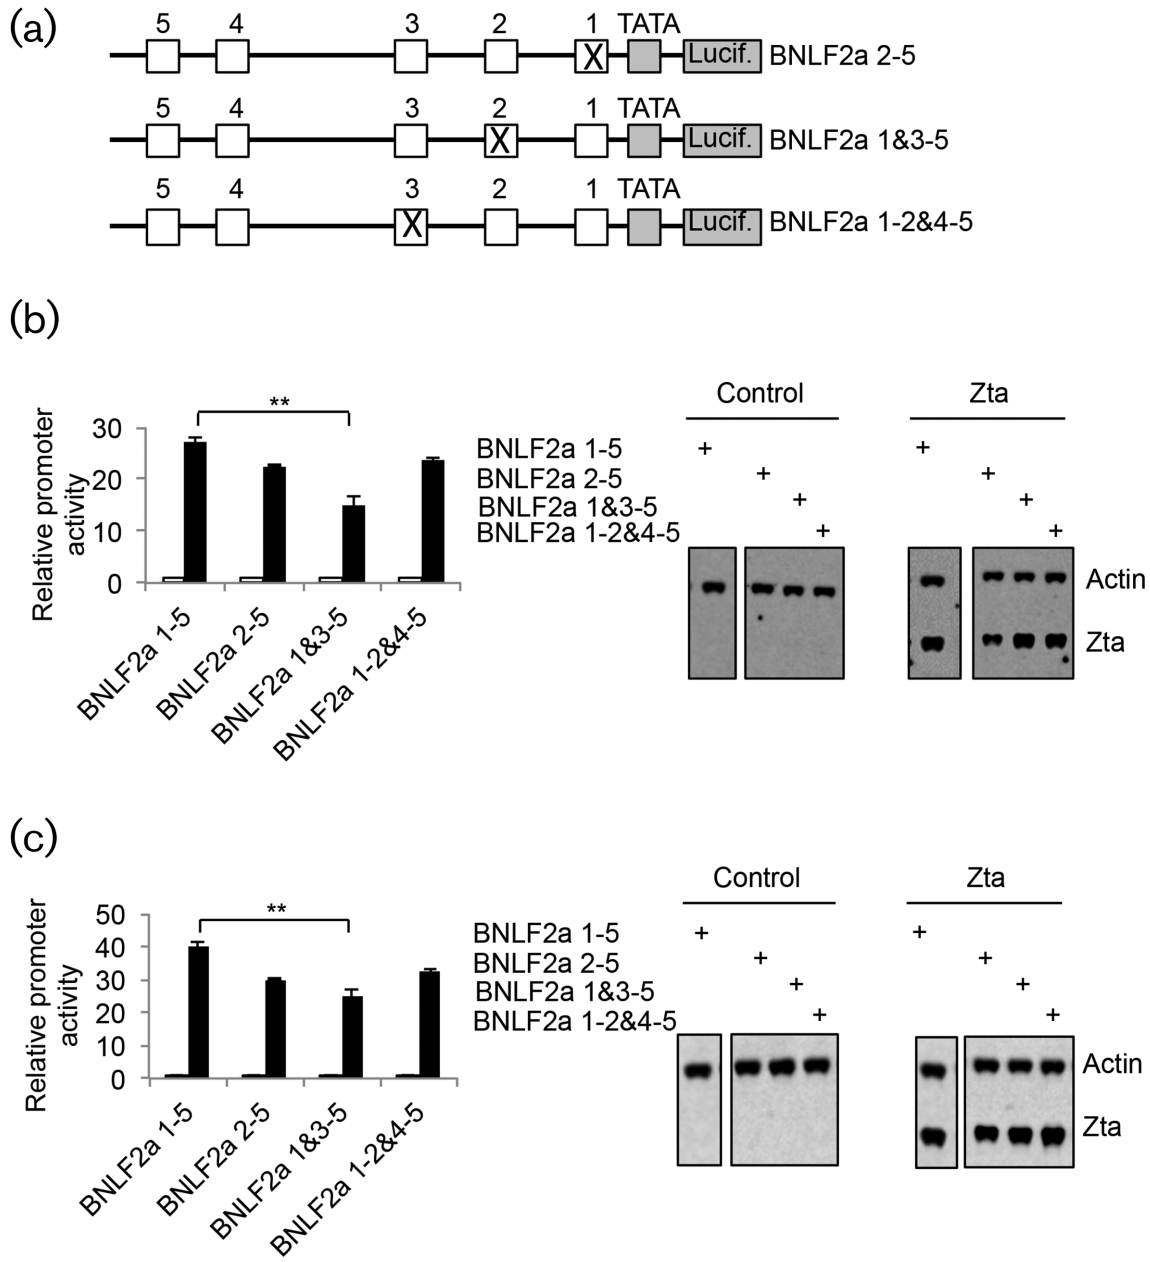 (a)
5 4 3 2 1 TATA
X Lucif. BNLF2a 2-5
5 4 3 2 1 TATA
X Lucif. BNLF2a 1&3-5
5 4 3 2 1 TATA
X Lucif. BNLF2a 1-2&4-5
(b)
Relative promoter
activity
30
20
10
0
**
BNLF2a 1-5
BNLF2a 2-5
BNLF2a 1&3-5
BNLF2a 1-2&4-5
Control Zta
BNLF2a 1-5 + +
BNLF2a 2-5 + +
BNLF2a 1&3-5 + +
BNLF2a 1-2&4-5 + +
Actin
Zta
(c)
Relative promoter
activity
50
40
30
20
10
0
**
BNLF2a 1-5
BNLF2a 2-5
BNLF2a 1&3-5
BNLF2a 1-2&4-5
Control Zta
BNLF2a 1-5 + +
BNLF2a 2-5 + +
BNLF2a 1&3-5 + +
BNLF2a 1-2&4-5 + +
Actin
Zta